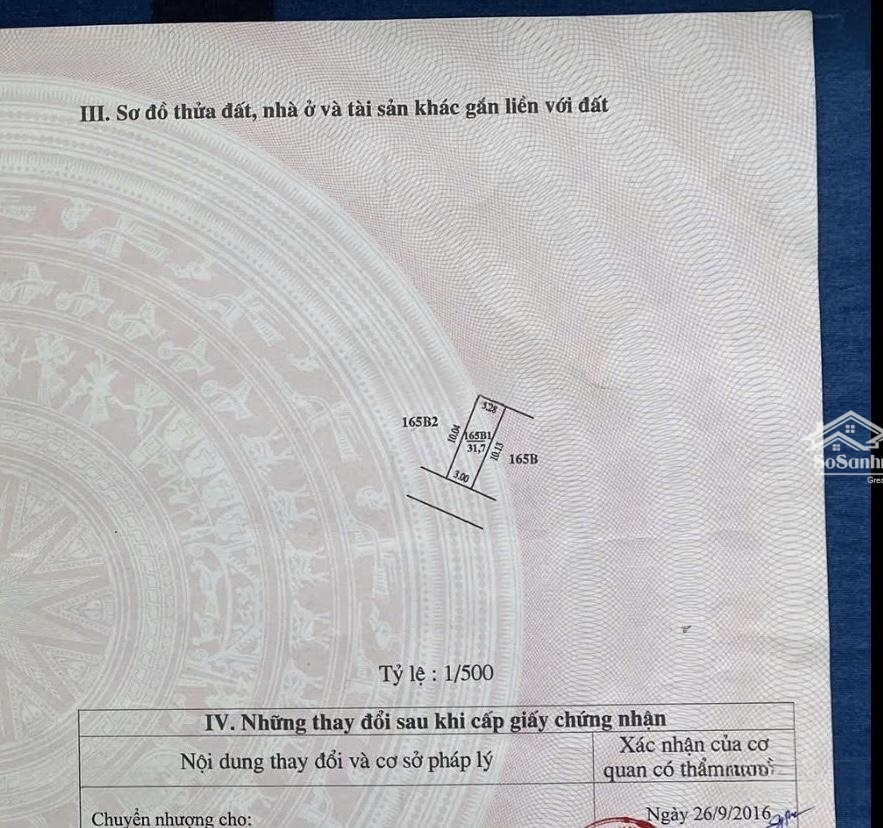 III. Sơ đồ thửa đất, nhà ở và tài sản khác gắn liền với đất
3.28
165B2
10.04
165B1
31,7
10.13
165B
3.00
Tỷ lệ : 1/500
IV. Những thay đổi sau khi cấp giấy chứng nhận
Nội dung thay đổi và cơ sở pháp lý
Xác nhận của cơ
quan có thẩm
Chuyển nhượng cho:
Ngày 26/9/2016